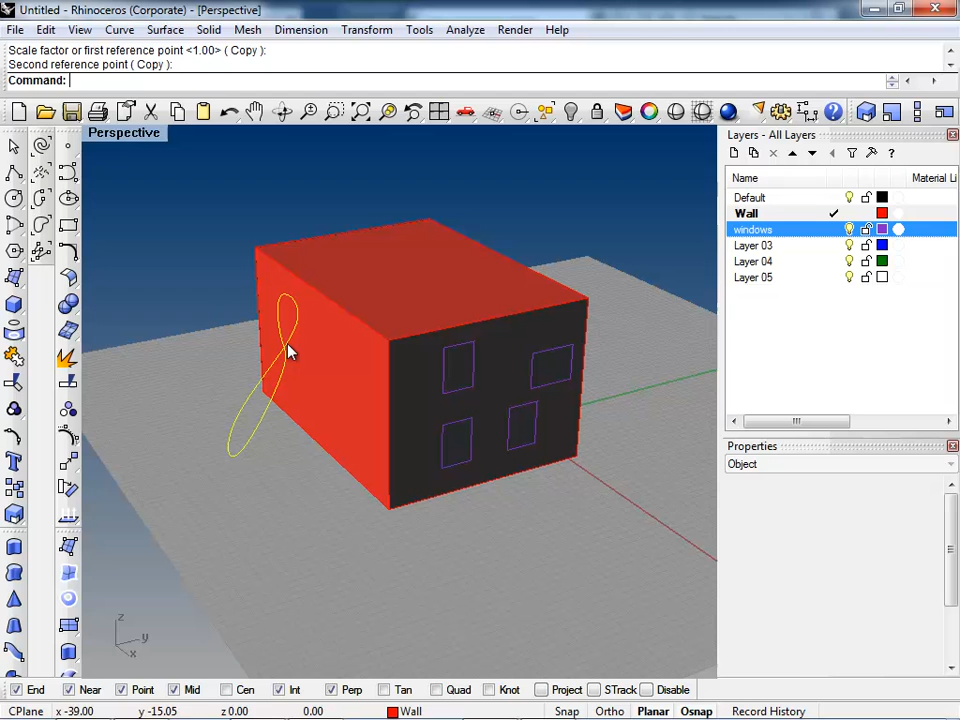 Untitled - Rhinoceros (Corporate) - [Perspective]
File Edit View Curve Surface Solid Mesh Dimension Transform Tools Analyze Render Help
Scale factor or first reference point <1.00> ( Copy ):
Second reference point ( Copy ):
Command:
Perspective
Layers - All Layers
Name Material Li
Default
Wall
windows
Layer 03
Layer 04
Layer 05
Properties
Object
z
y
x
End Near Point Mid Cen Int Perp Tan Quad Knot Project STrack Disable
CPlane x -39.00 y -15.05 z 0.00 0.00 Wall Snap Ortho Planar Osnap Record History